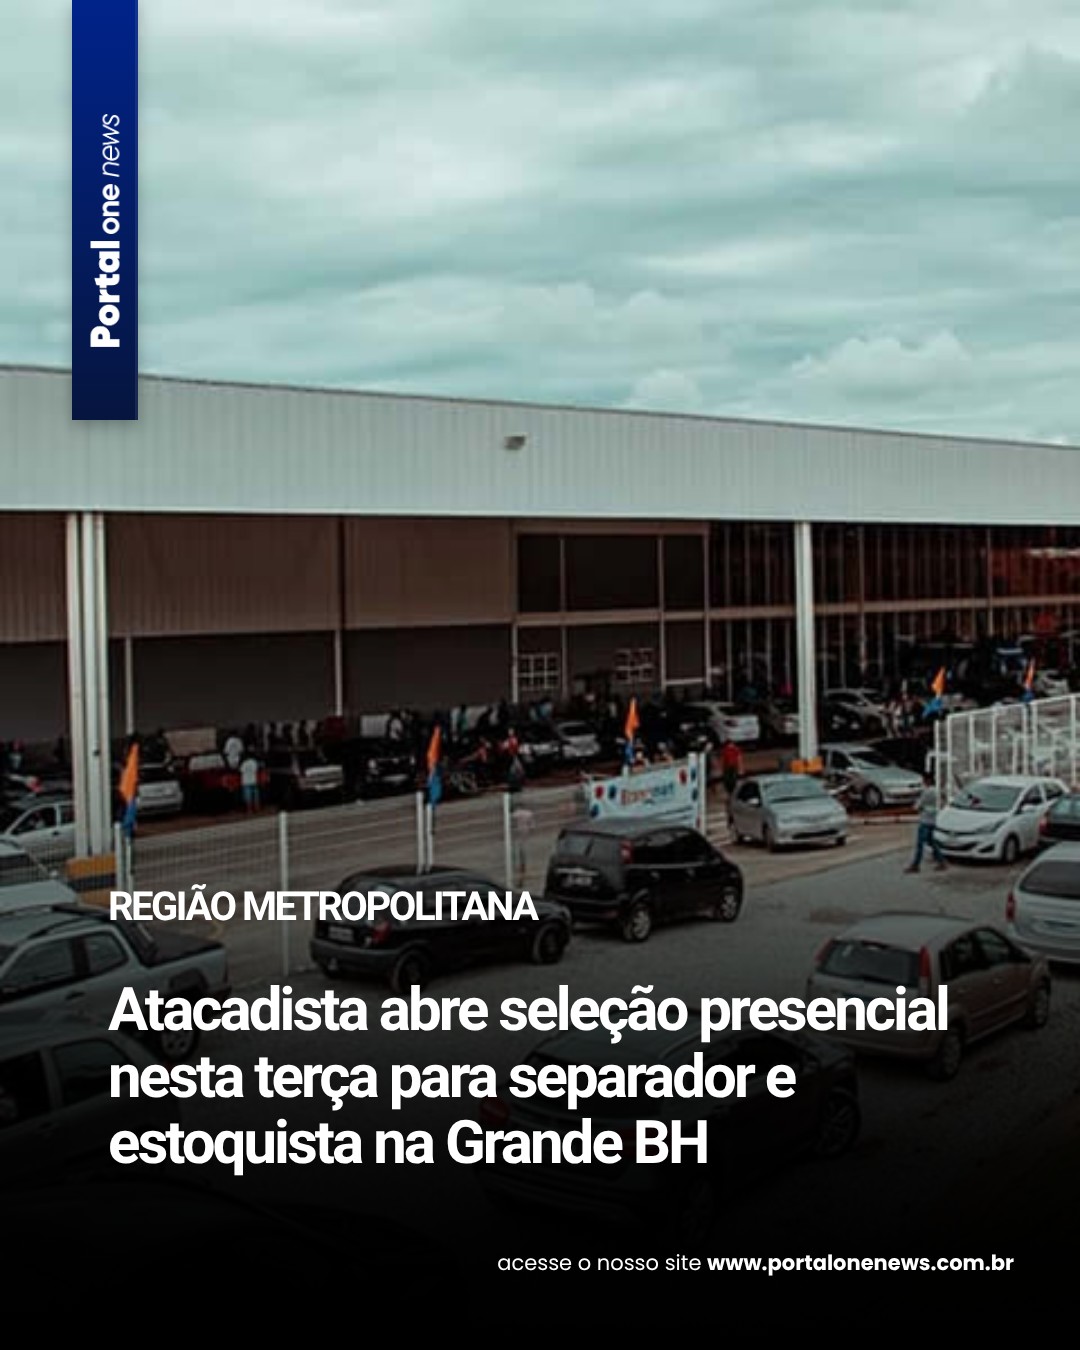 Portal one news
REGIÃO METROPOLITANA
Atacadista abre seleção presencial
nesta terça para separador e
estoquista na Grande BH
acesse o nosso site www.portalonenews.com.br